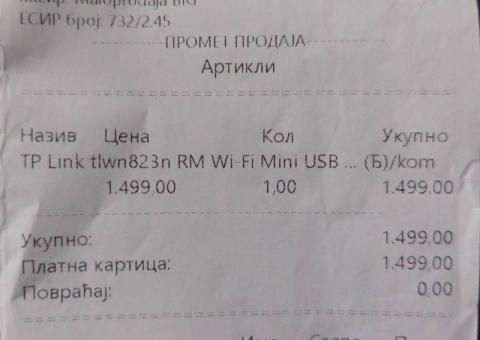 Maloprodaja BG
ЕСИР број: 732/2.45
ПРОМЕТ ПРОДАЈА
Артикли
Назив Цена Кол Укупно
TP Link tlwn823n RM Wi-Fi Mini USB ... (Ђ)/kom
1.499,00 1,00 1.499,00
Укупно: 1.499,00
Платна картица: 1.499,00
Повраћај: 0,00